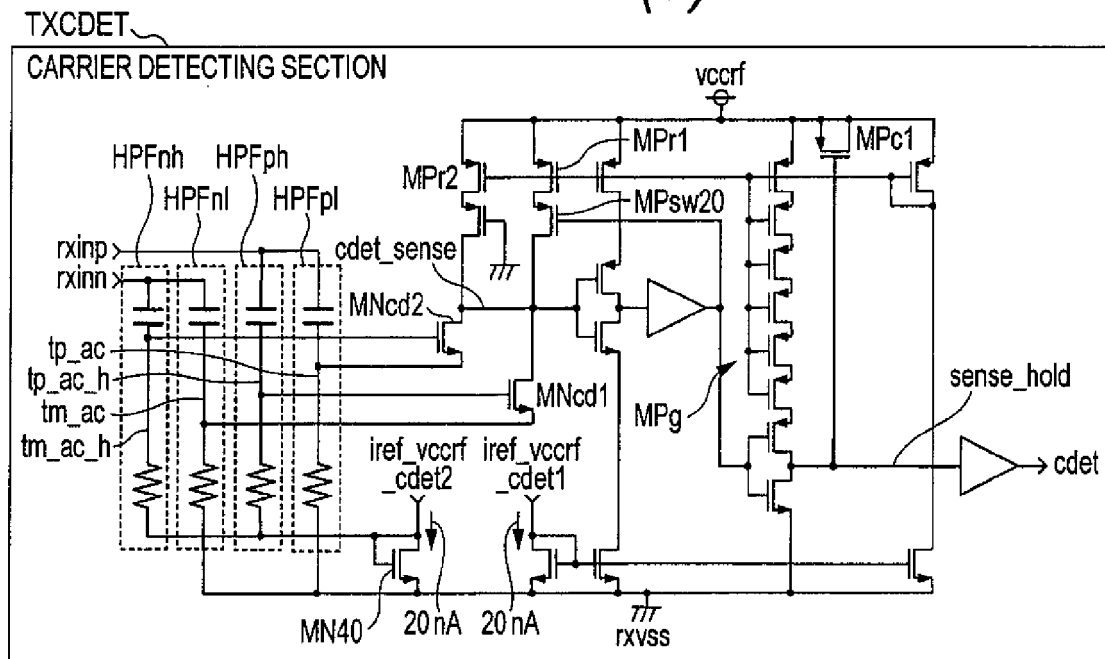 TXCDET
CARRIER DETECTING SECTION
vccrf
HPFnh
HPFph
HPFnl
HPFpl
MPr2
MPr1
MPc1
MPsw20
rxinp
rxinn
cdet_sense
MNcd2
tp_ac
tp_ac_h
tm_ac
tm_ac_h
MNcd1
MPg
sense_hold
cdet
iref_vccrf
_cdet2
iref_vccrf
_cdet1
MN40
20 nA
20 nA
rxvss